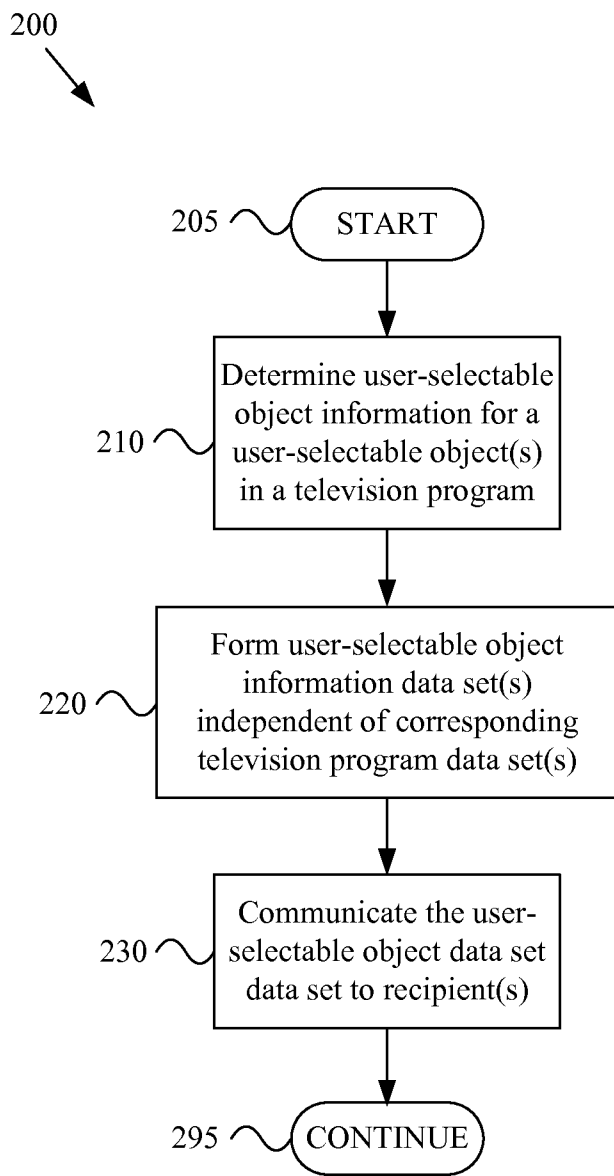 200
205
START
Determine user-selectable
object information for a
user-selectable object(s)
in a television program
210
Form user-selectable object
information data set(s)
independent of corresponding
television program data set(s)
220
Communicate the user-
selectable object data set
data set to recipient(s)
230
295
CONTINUE